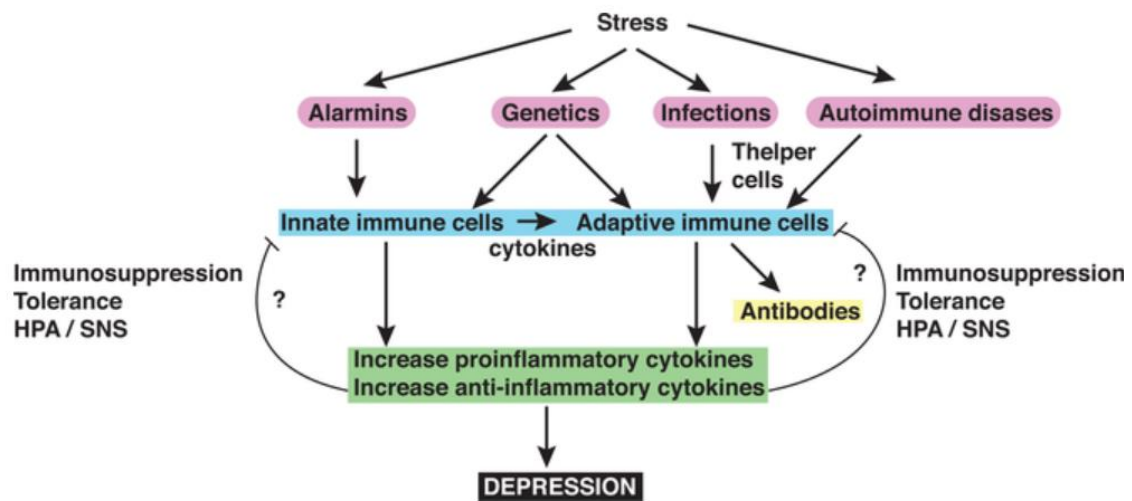 Stress
Alarmins
Genetics
Infections
Autoimmune diseases
Thelper
cells
Innate immune cells
Adaptive immune cells
cytokines
Immunosuppression
Tolerance
HPA / SNS
?
?
Immunosuppression
Tolerance
HPA / SNS
Antibodies
Increase proinflammatory cytokines
Increase anti-inflammatory cytokines
DEPRESSION